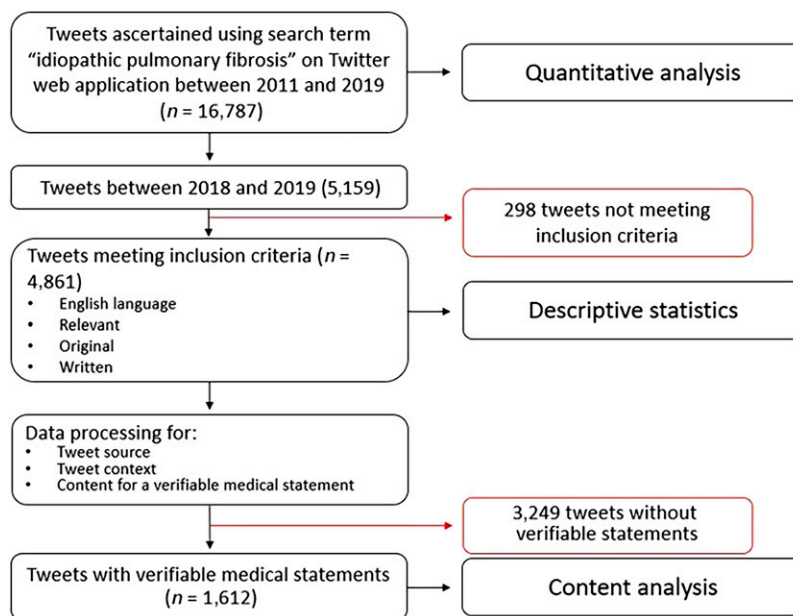 Tweets ascertained using search term
“idiopathic pulmonary fibrosis” on Twitter
web application between 2011 and 2019
(n = 16,787)
Quantitative analysis
Tweets between 2018 and 2019 (5,159)
298 tweets not meeting
inclusion criteria
Tweets meeting inclusion criteria (n =
4,861)
• English language
• Relevant
• Original
• Written
Descriptive statistics
Data processing for:
• Tweet source
• Tweet context
• Content for a verifiable medical statement
3,249 tweets without
verifiable statements
Tweets with verifiable medical statements
(n = 1,612)
Content analysis